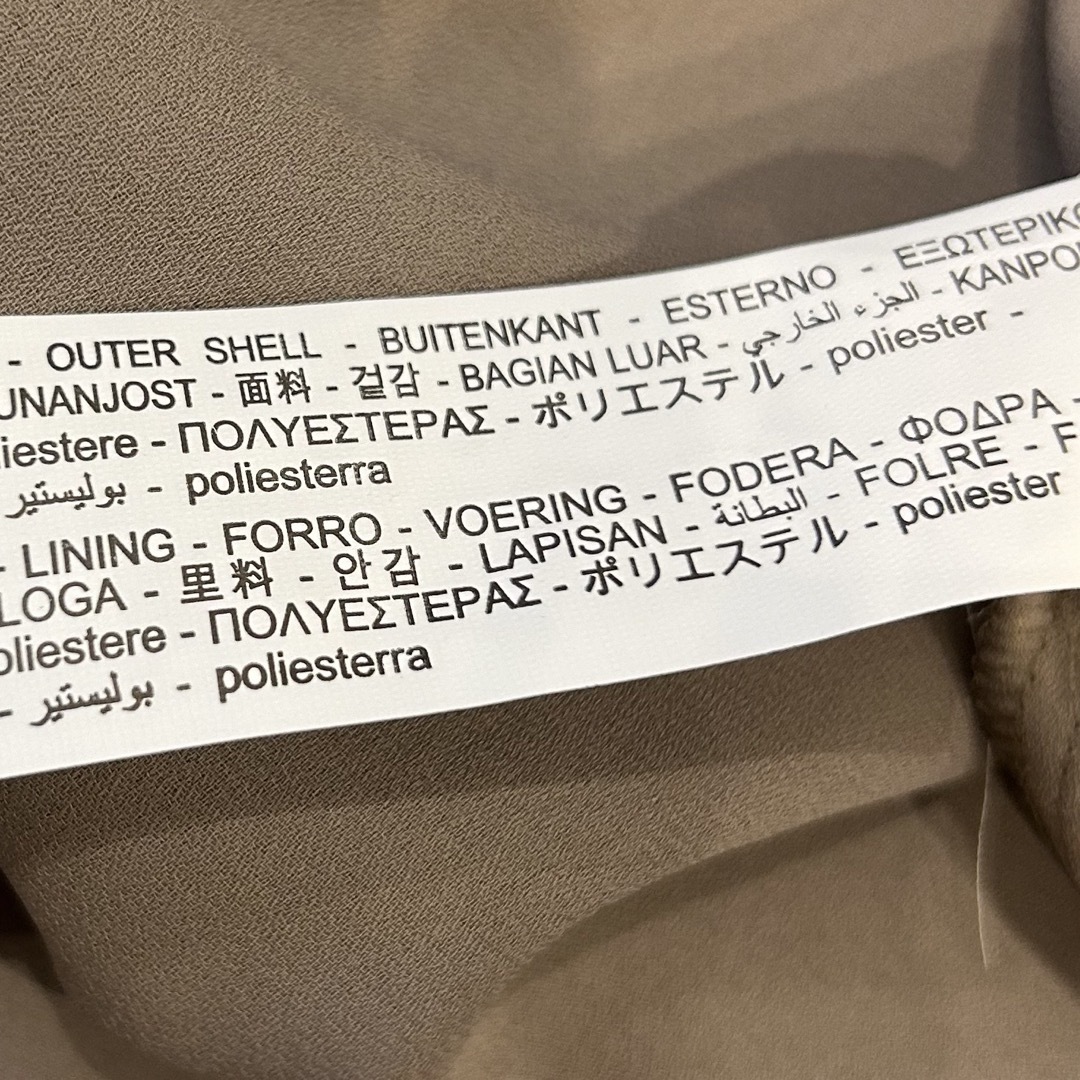 - OUTER SHELL - BUITENKANT - ESTERNO - ΕΞΩΤΕΡΙΚΟ
UNANJOST - 面料 - 겉감 - BAGIAN LUAR - الجزء الخارجي - KANPO
iestere - ΠΟΛΥΕΣΤΕΡΑΣ - ポリエステル - poliester -
بوليستير - poliesterra
- LINING - FORRO - VOERING - FODERA - ΦΟΔΡΑ -
LOGA - 里料 - 안감 - LAPISAN - البطانة - FOLRE - F
oliestere - ΠΟΛΥΕΣΤΕΡΑΣ - ポリエステル - poliester
- بوليستير - poliesterra